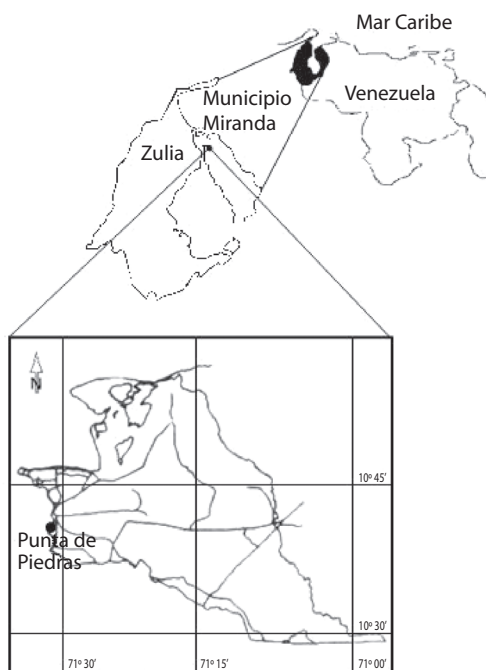 Mar Caribe
Municipio
Miranda
Venezuela
Zulia
N
10º 45'
Punta de
Piedras
10º 30'
71º 30'
71º 15'
71º 00'